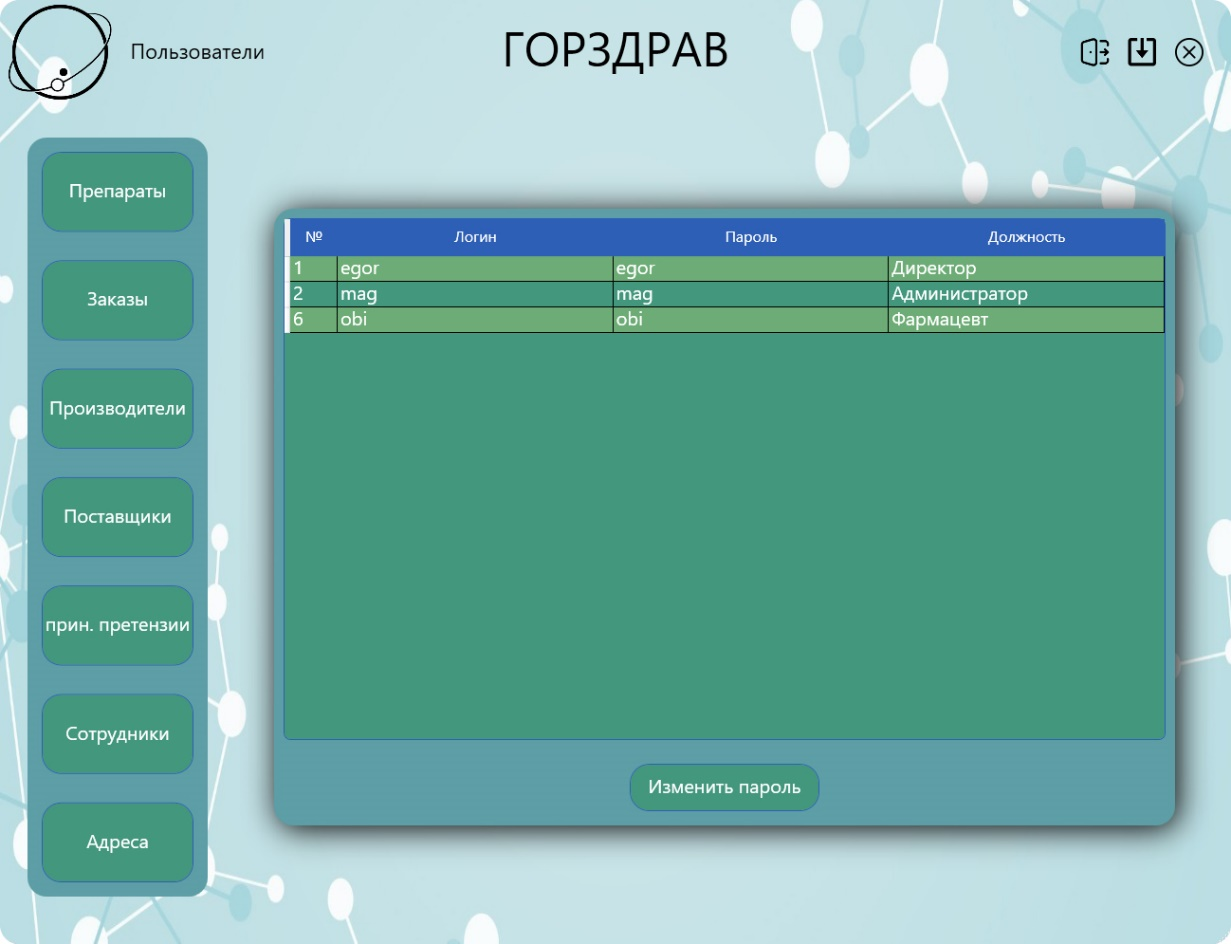 Пользователи
ГОРЗДРАВ
Препараты
Заказы
Производители
Поставщики
прин. претензии
Сотрудники
Адреса
№ Логин Пароль Должность
1 egor egor Директор
2 mag mag Администратор
6 obi obi Фармацевт
Изменить пароль